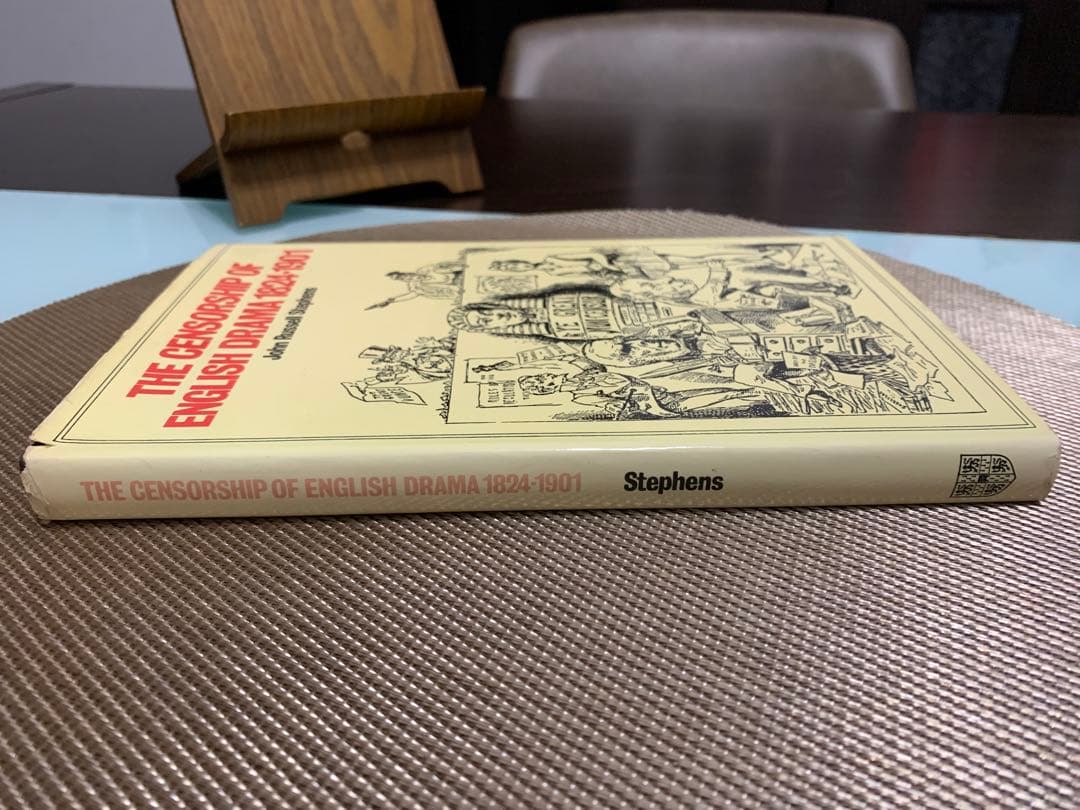 THE CENSORSHIP OF
ENGLISH DRAMA 1824-1901
John Russell Stephens
THE CENSORSHIP OF ENGLISH DRAMA 1824-1901 Stephens